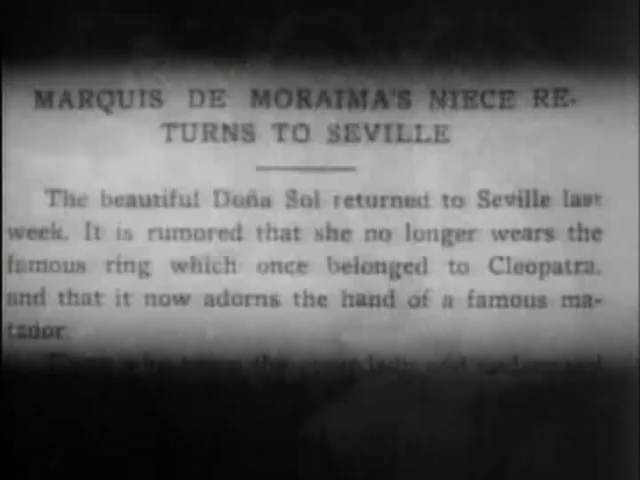 MARQUIS DE MORAIMA'S NIECE RE-
TURNS TO SEVILLE
The beautiful Doña Sol returned to Seville last
week. It is rumored that she no longer wears the
famous ring which once belonged to Cleopatra,
and that it now adorns the hand of a famous ma-
tador.